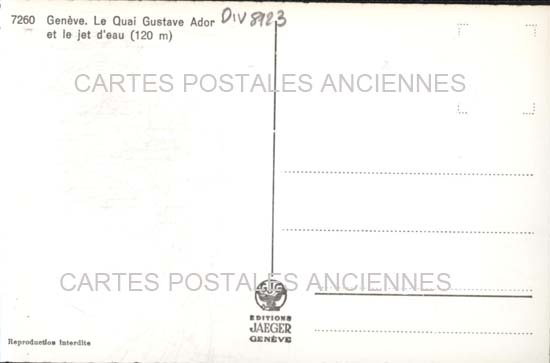 7260 Genève. Le Quai Gustave Ador
et le jet d'eau (120 m)
DIV 8923
CARTES POSTALES ANCIENNES
CARTES POSTALES ANCIENNES
EDITIONS
JAEGER
GENÈVE
Reproduction interdite